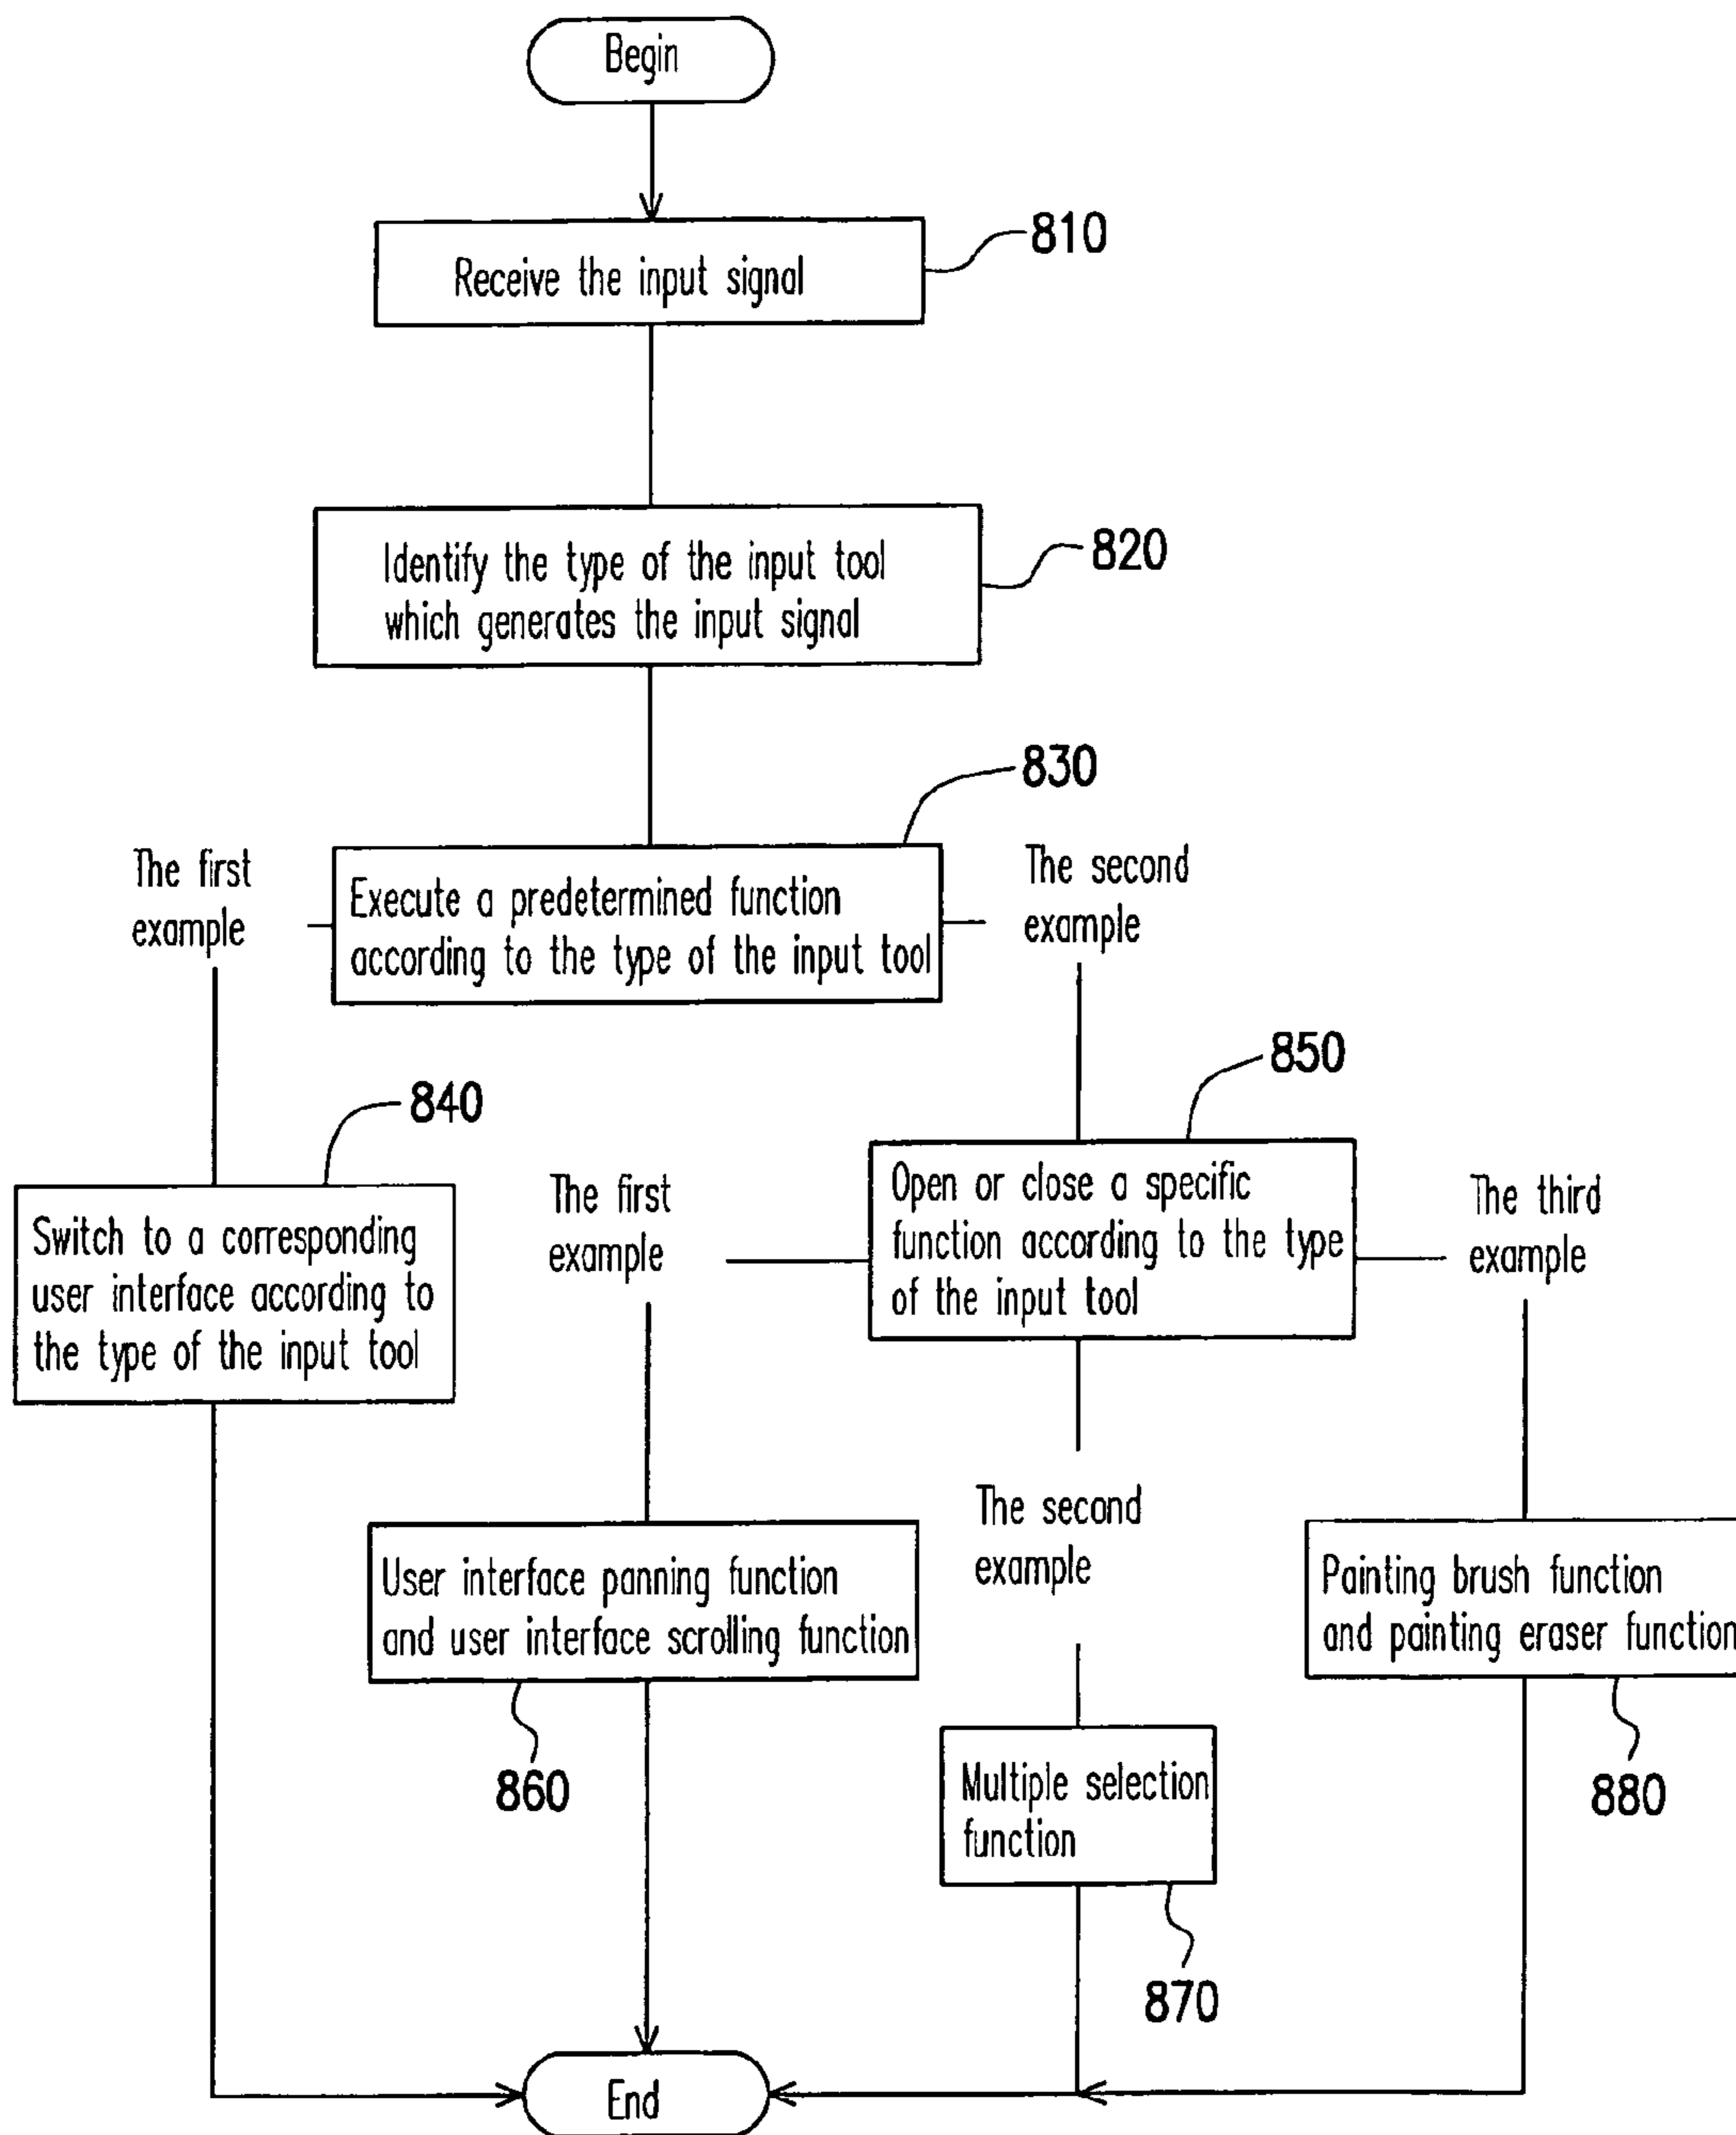 Begin
Receive the input signal
810
Identify the type of the input tool
which generates the input signal
820
830
The first
example
Execute a predetermined function
according to the type of the input tool
The second
example
840
850
Switch to a corresponding
user interface according to
the type of the input tool
The first
example
Open or close a specific
function according to the type
of the input tool
The third
example
The second
example
User interface panning function
and user interface scrolling function
860
Painting brush function
and painting eraser function
880
Multiple selection
function
870
End